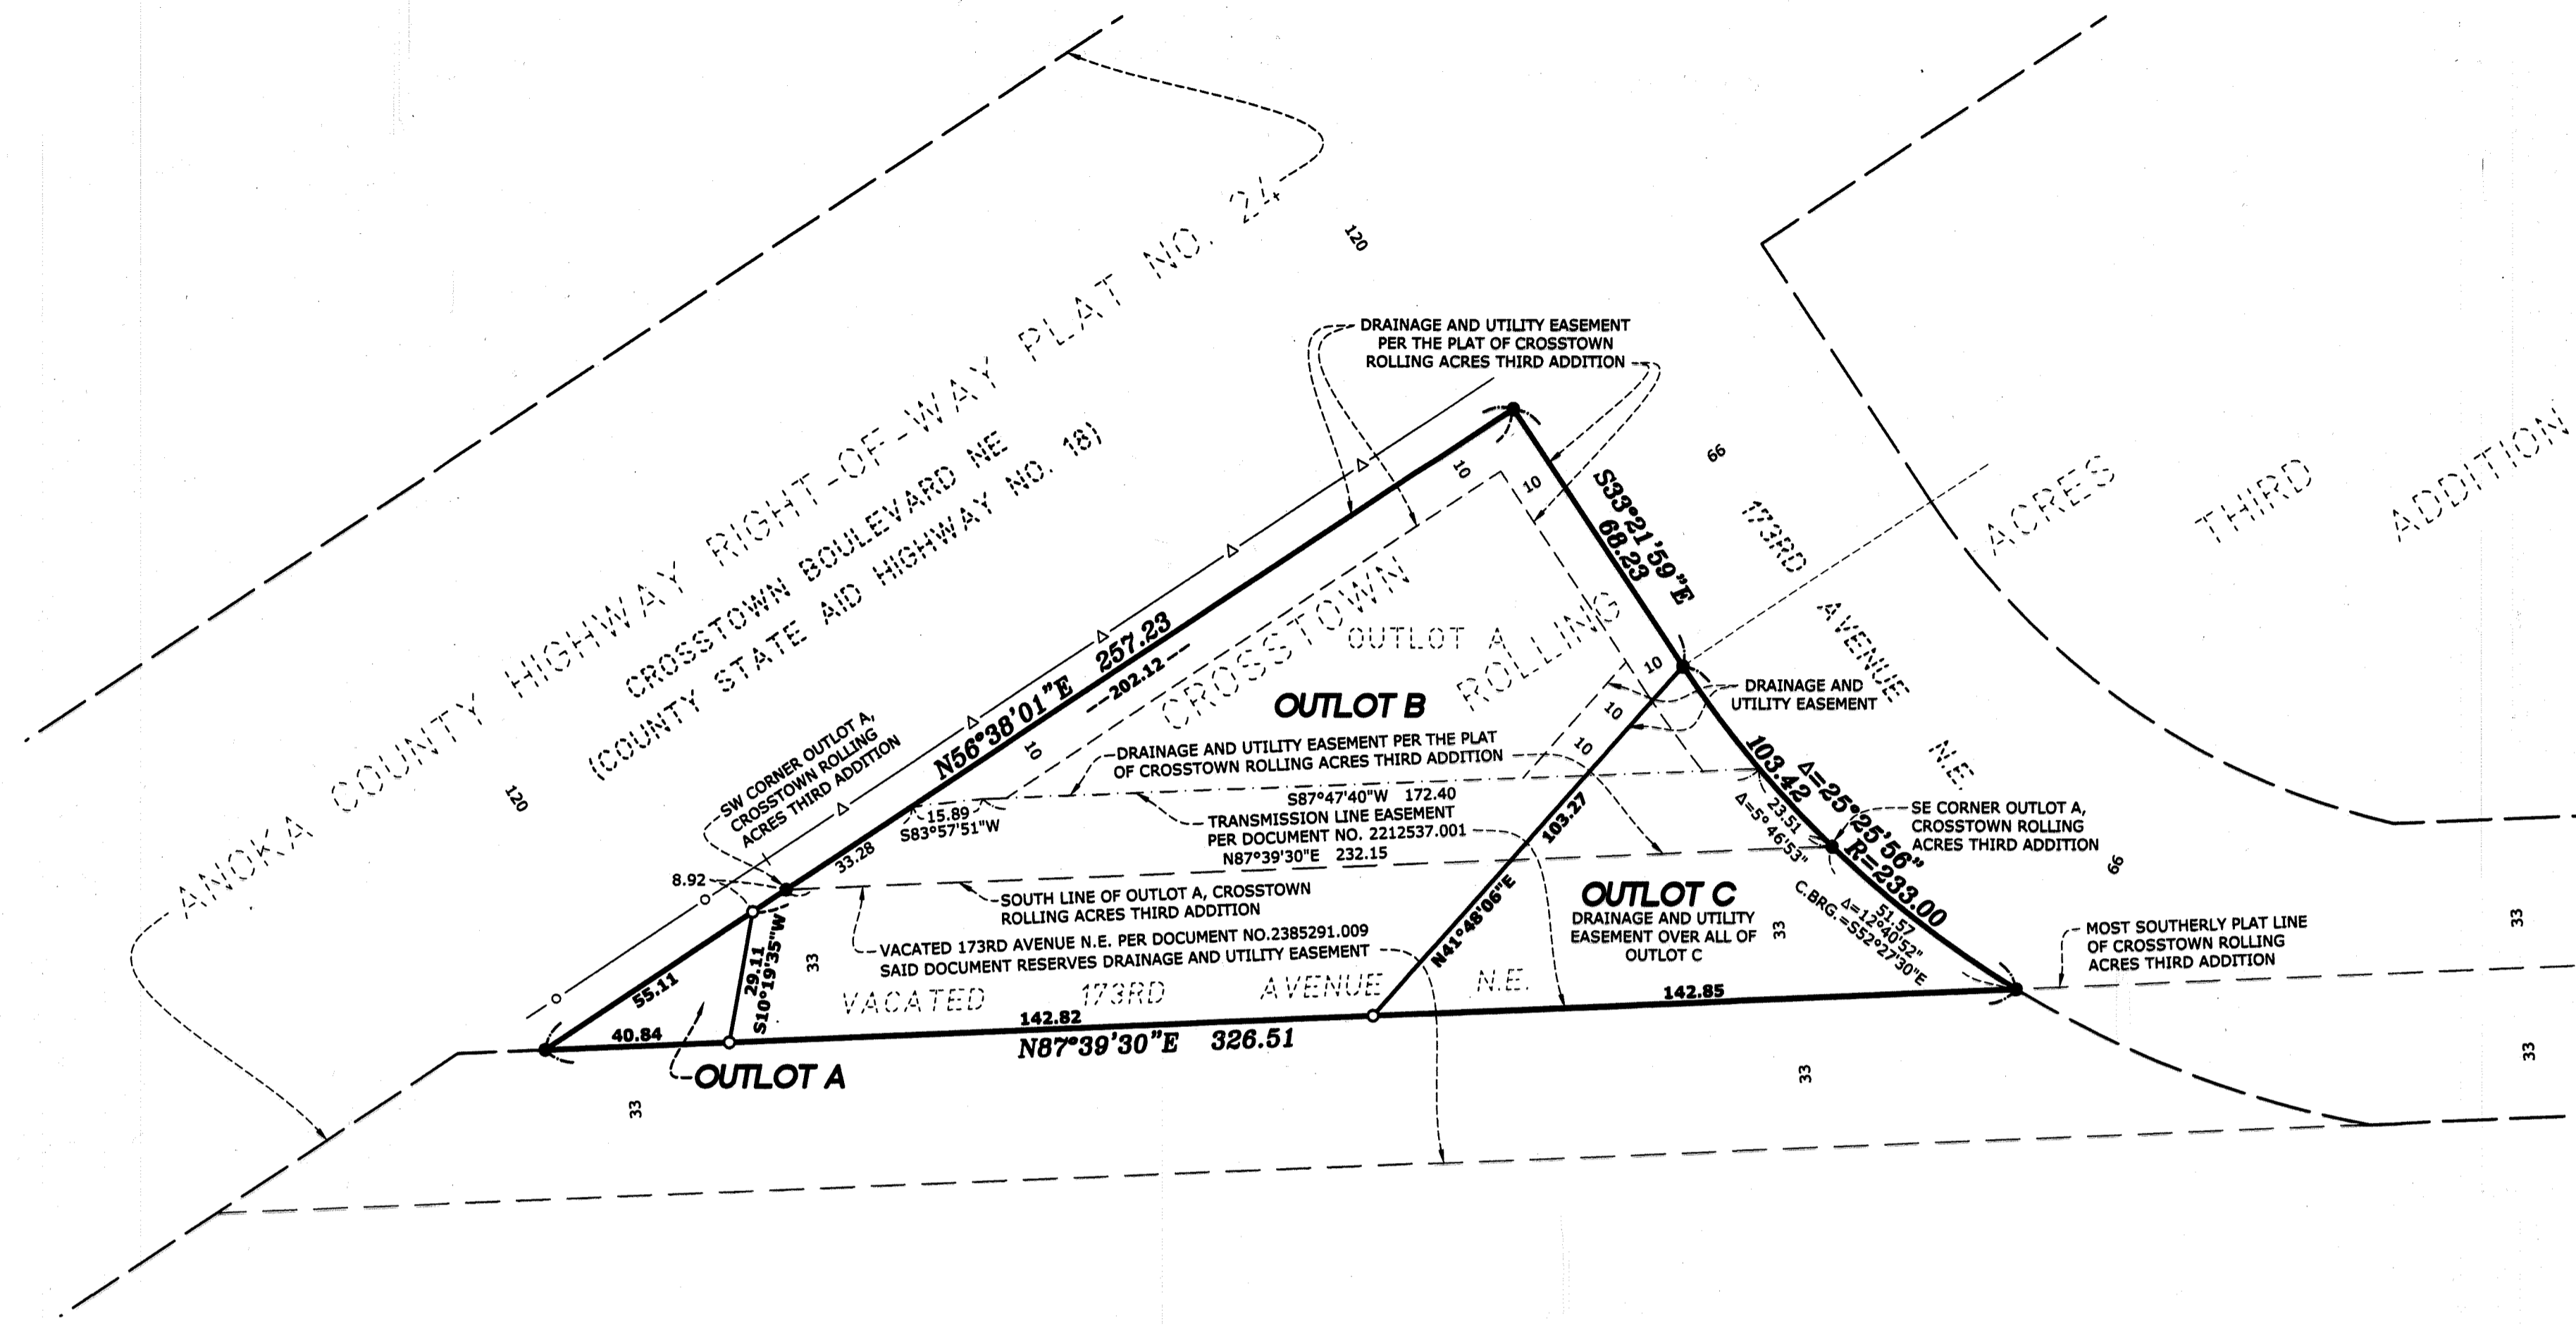 ANOKA COUNTY HIGHWAY RIGHT-OF-WAY PLAT NO. 24
CROSSTOWN BOULEVARD NE
(COUNTY STATE AID HIGHWAY NO. 18)
120
120
DRAINAGE AND UTILITY EASEMENT
PER THE PLAT OF CROSSTOWN
ROLLING ACRES THIRD ADDITION
10
10
S33°21'59"E
68.23
66
173RD AVENUE N.E.
CROSSTOWN ROLLING ACRES THIRD ADDITION
OUTLOT A
N56°38'01"E 257.23
202.12
10
OUTLOT B
10
10
10
DRAINAGE AND
UTILITY EASEMENT
SW CORNER OUTLOT A,
CROSSTOWN ROLLING
ACRES THIRD ADDITION
DRAINAGE AND UTILITY EASEMENT PER THE PLAT
OF CROSSTOWN ROLLING ACRES THIRD ADDITION
S87°47'40"W 172.40
TRANSMISSION LINE EASEMENT
PER DOCUMENT NO. 2212537.001
N87°39'30"E 232.15
15.89
S83°57'51"W
33.28
8.92
103.27
N41°48'06"E
103.42
Δ=25°25'56"
R=233.00
23.51
Δ=5°46'53"
SE CORNER OUTLOT A,
CROSSTOWN ROLLING
ACRES THIRD ADDITION
66
SOUTH LINE OF OUTLOT A, CROSSTOWN
ROLLING ACRES THIRD ADDITION
OUTLOT C
DRAINAGE AND UTILITY
EASEMENT OVER ALL OF
OUTLOT C
33
51.57
Δ=12°40'52"
C.BRG.=S52°27'30"E
VACATED 173RD AVENUE N.E. PER DOCUMENT NO.2385291.009
SAID DOCUMENT RESERVES DRAINAGE AND UTILITY EASEMENT
33
MOST SOUTHERLY PLAT LINE
OF CROSSTOWN ROLLING
ACRES THIRD ADDITION
33
55.11
29.11
S10°19'35"W
VACATED 173RD AVENUE N.E.
40.84
142.82
142.85
N87°39'30"E 326.51
OUTLOT A
33
33
33